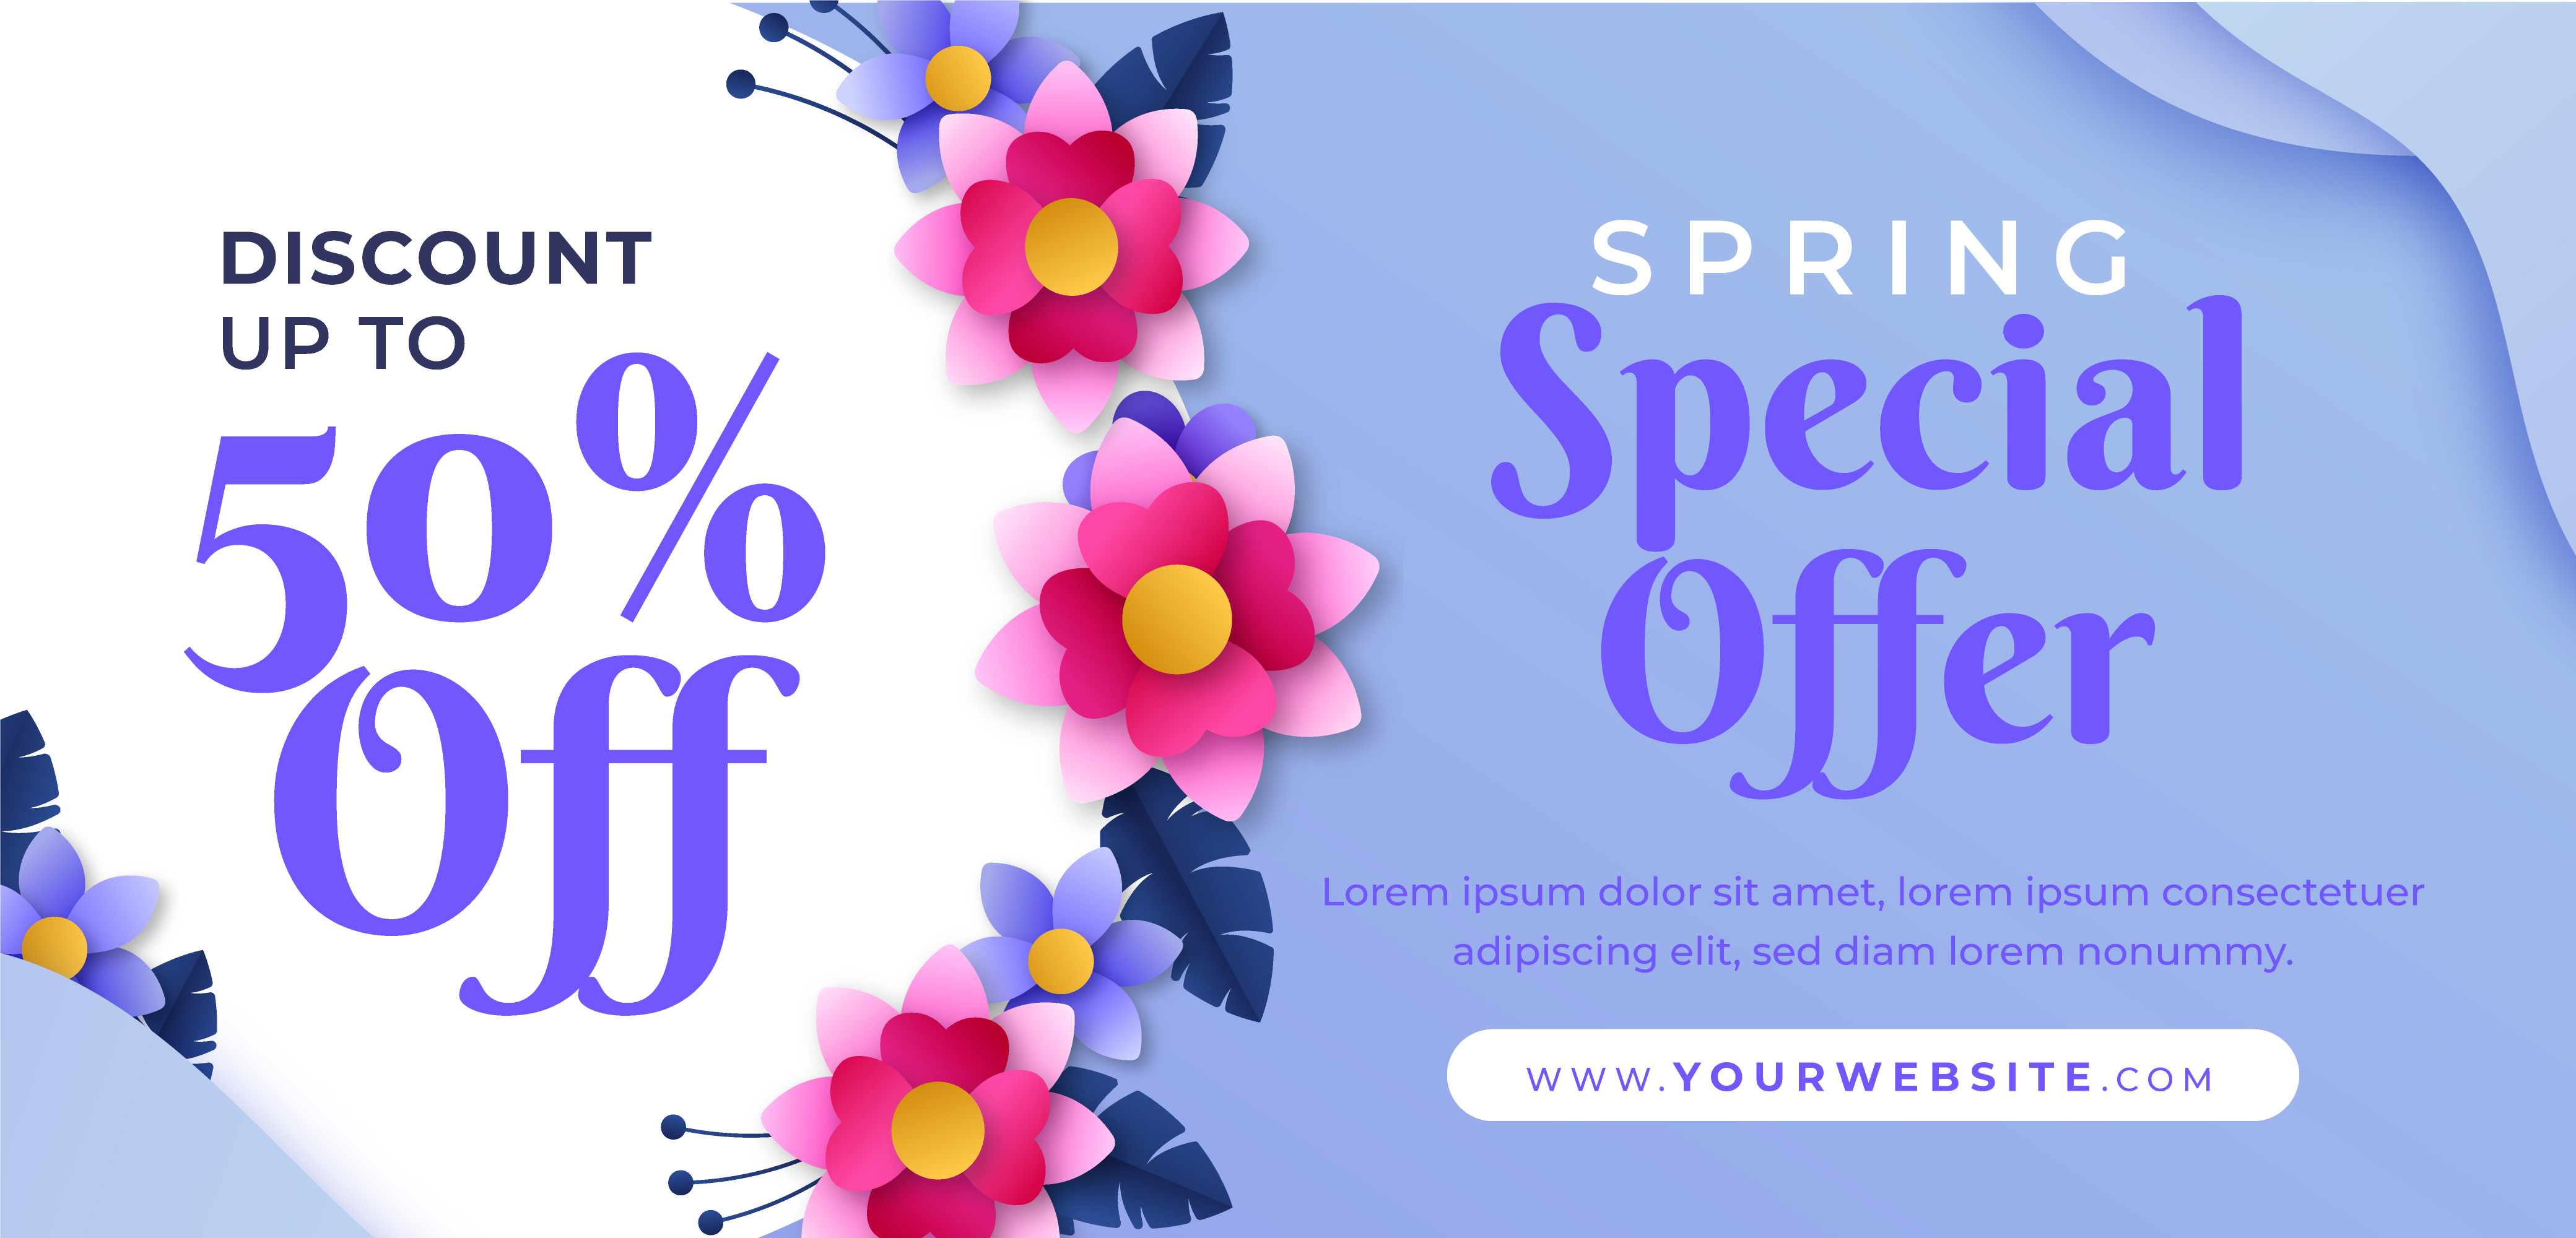 DISCOUNT
UP TO
50%
Off
SPRING
Special
Offer
Lorem ipsum dolor sit amet, lorem ipsum consectetuer
adipiscing elit, sed diam lorem nonummy.
WWW.YOURWEBSITE.COM